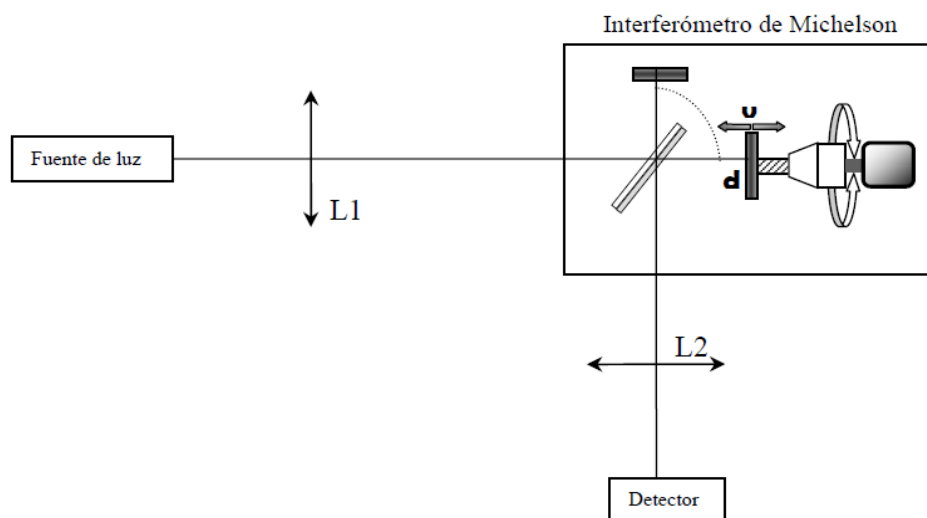 Interferómetro de Michelson
Fuente de luz
L1
d
L2
Detector